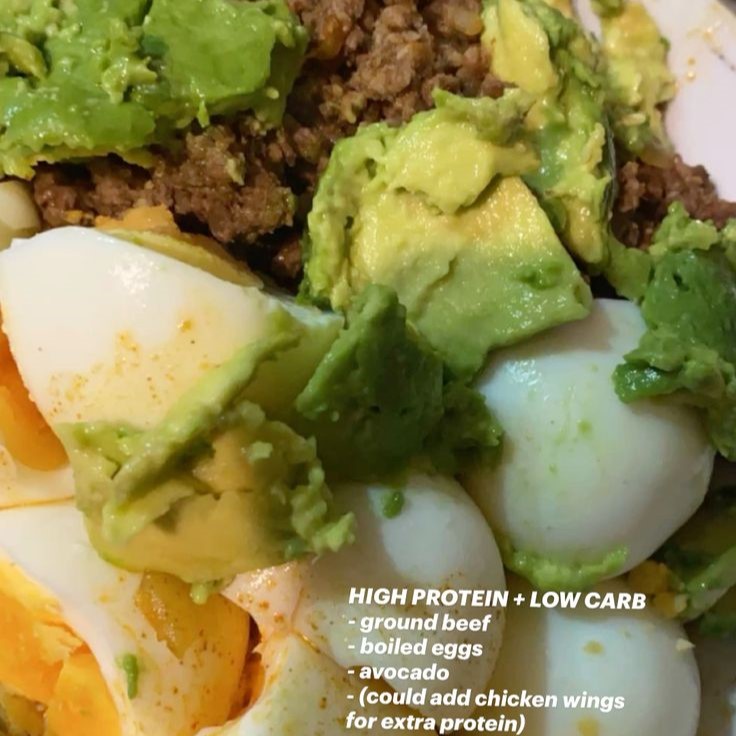 HIGH PROTEIN + LOW CARB
- ground beef
- boiled eggs
- avocado
- (could add chicken wings
for extra protein)